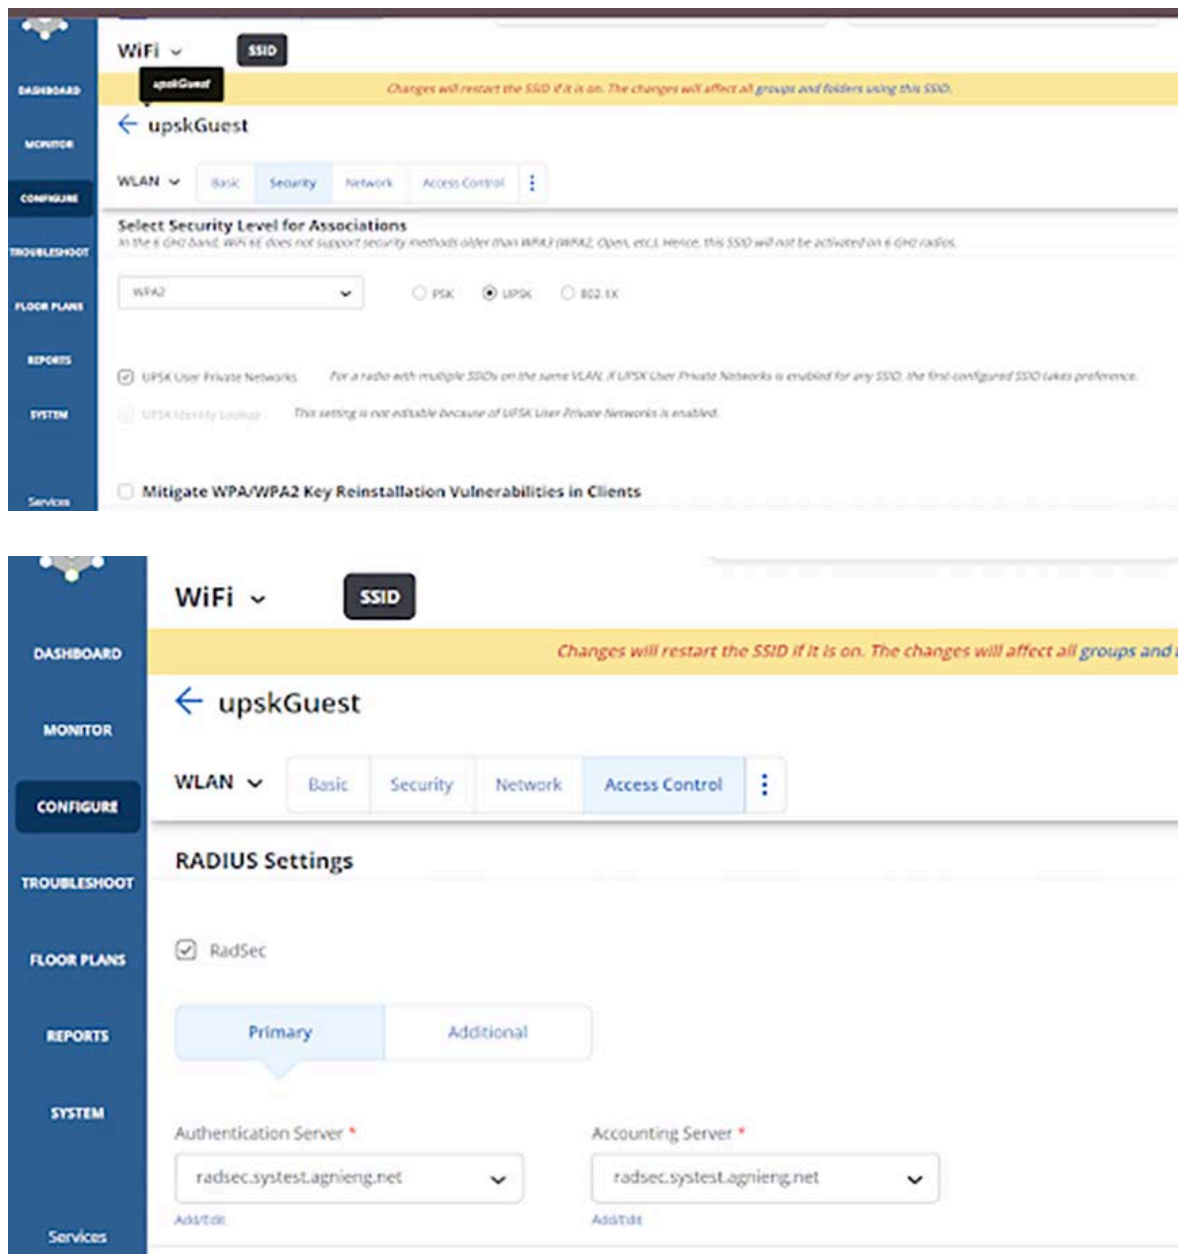 WiFi
SSID
upskGuest
Changes will restart the SSID if it is on. The changes will affect all groups and folders using this SSID.
upskGuest
WLAN Basic Security Network Access Control
Select Security Level for Associations
In the 6 GHz band, WiFi 6E does not support security methods older than WPA3 (WPA2, Open, etc.). Hence, this SSID will not be activated on 6 GHz radios.
WPA2
PSK UPSK 802.1X
UPSK User Private Networks For a radio with multiple SSIDs on the same VLAN, if UPSK User Private Networks is enabled for any SSID, the first-configured SSID takes preference.
UPSK Identity Lookup This setting is not editable because of UPSK User Private Networks is enabled.
Mitigate WPA/WPA2 Key Reinstallation Vulnerabilities in Clients
DASHBOARD
MONITOR
CONFIGURE
TROUBLESHOOT
FLOOR PLANS
REPORTS
SYSTEM
Services
WiFi
SSID
Changes will restart the SSID if it is on. The changes will affect all groups and
upskGuest
WLAN Basic Security Network Access Control
RADIUS Settings
RadSec
Primary Additional
Authentication Server * Accounting Server *
radsec.systest.agnieng.net radsec.systest.agnieng.net
Add/Edit Add/Edit
DASHBOARD
MONITOR
CONFIGURE
TROUBLESHOOT
FLOOR PLANS
REPORTS
SYSTEM
Services